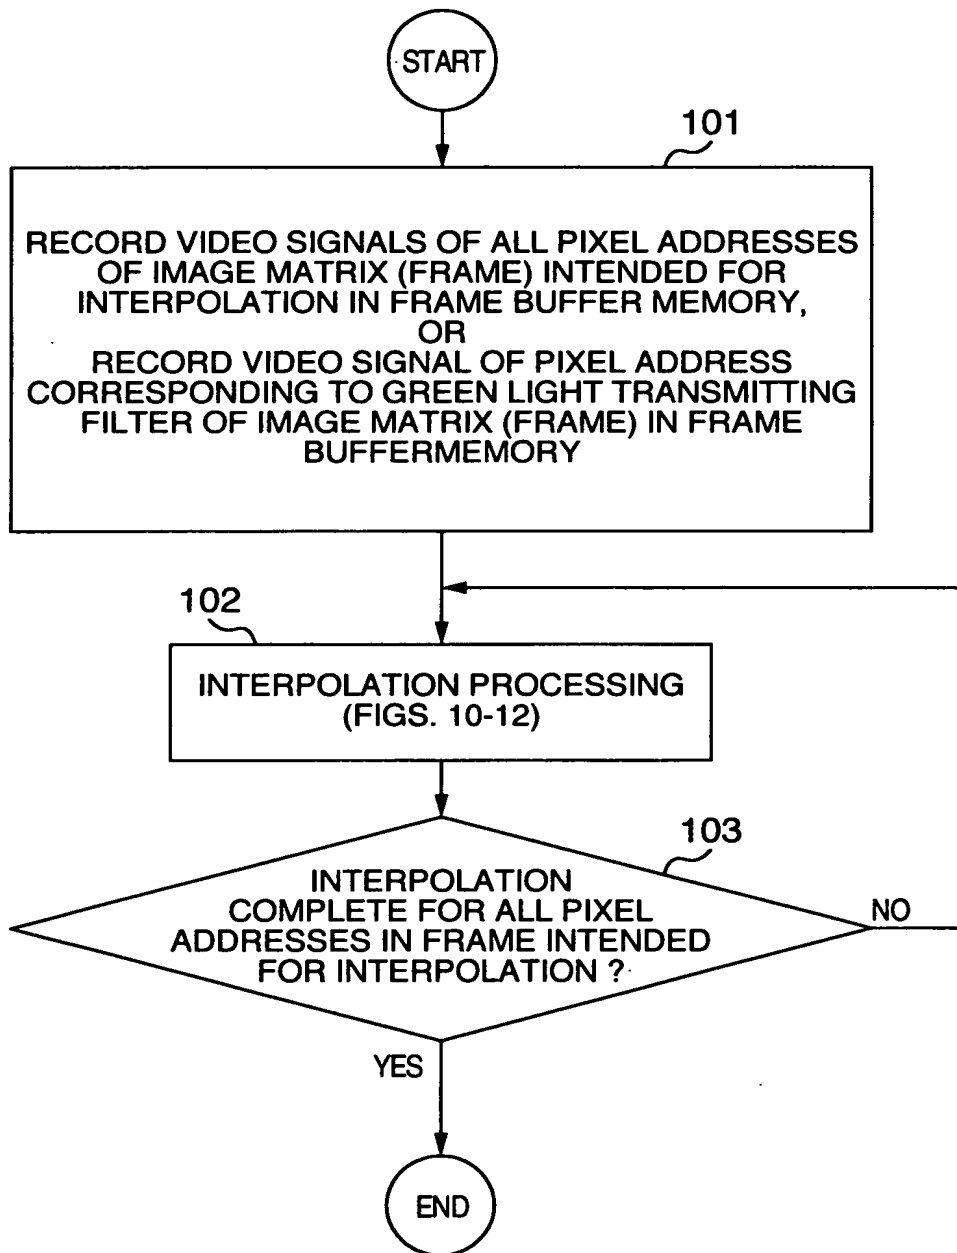 START
101
RECORD VIDEO SIGNALS OF ALL PIXEL ADDRESSES
OF IMAGE MATRIX (FRAME) INTENDED FOR
INTERPOLATION IN FRAME BUFFER MEMORY,
OR
RECORD VIDEO SIGNAL OF PIXEL ADDRESS
CORRESPONDING TO GREEN LIGHT TRANSMITTING
FILTER OF IMAGE MATRIX (FRAME) IN FRAME
BUFFERMEMORY
102
INTERPOLATION PROCESSING
(FIGS. 10-12)
103
INTERPOLATION
COMPLETE FOR ALL PIXEL
ADDRESSES IN FRAME INTENDED
FOR INTERPOLATION ?
NO
YES
END